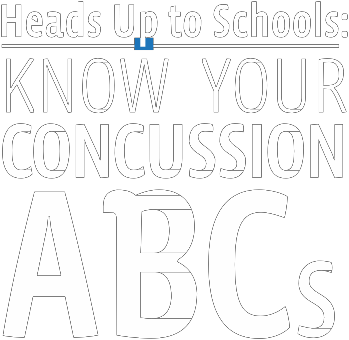 Heads Up to Schools:
KNOW YOUR
CONCUSSION
ABCs